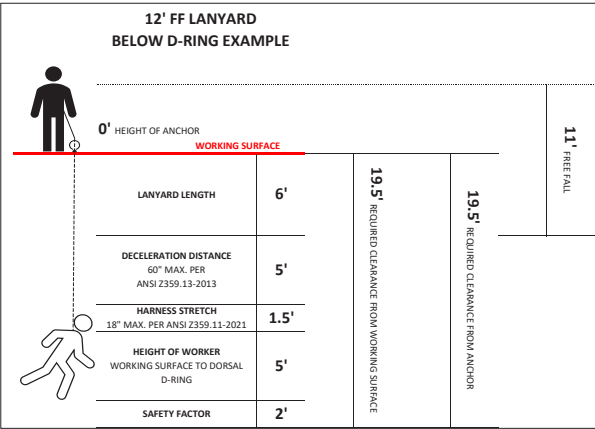 12' FF LANYARD
BELOW D-RING EXAMPLE
0' HEIGHT OF ANCHOR
WORKING SURFACE
LANYARD LENGTH
6'
DECELERATION DISTANCE
60" MAX. PER
ANSI Z359.13-2013
5'
HARNESS STRETCH
18" MAX. PER ANSI Z359.11-2021
1.5'
HEIGHT OF WORKER
WORKING SURFACE TO DORSAL
D-RING
5'
SAFETY FACTOR
2'
19.5' REQUIRED CLEARANCE FROM WORKING SURFACE
19.5' REQUIRED CLEARANCE FROM ANCHOR
11' FREE FALL